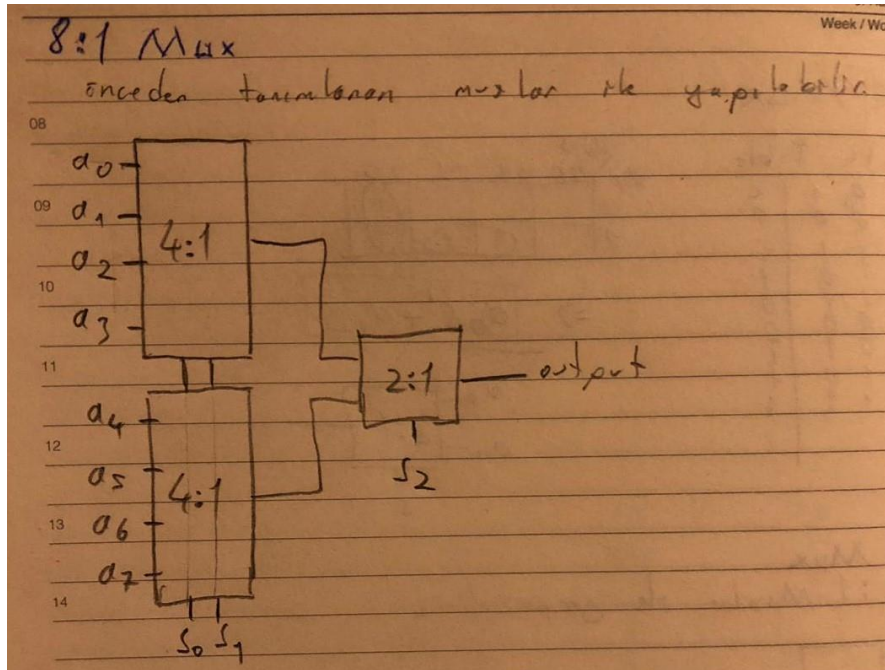 Week / Wo
8:1 Mux
önceden tanımlanan muxlar ile yapılabilir.
08
a0
09
a1
4:1
a2
10
a3
11
2:1
output
a4
12
S2
a5
4:1
13
a6
a7
14
S0 S1